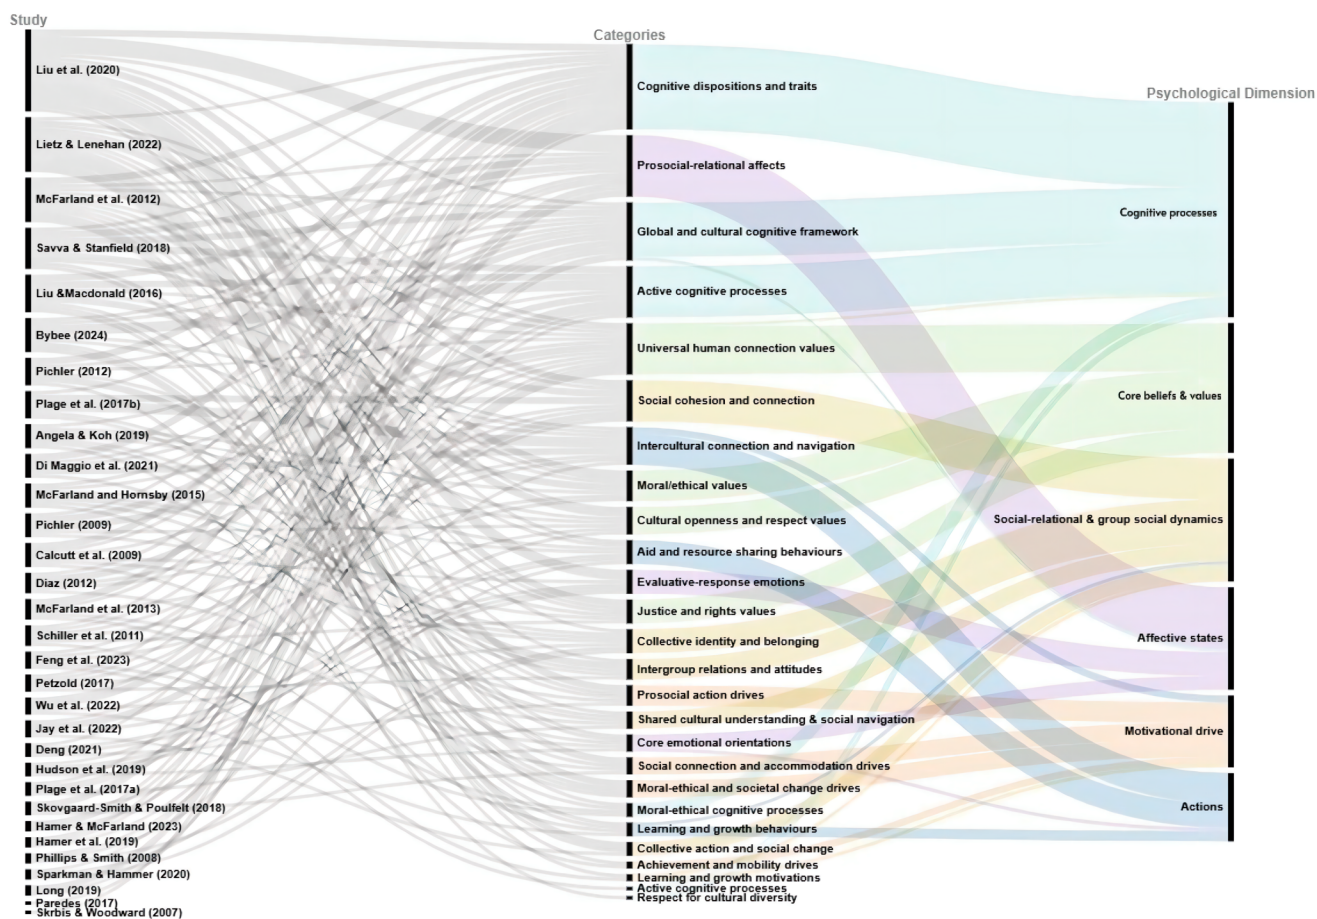 Study
Liu et al. (2020)
Lietz & Lenehan (2022)
McFarland et al. (2012)
Savva & Stanfield (2018)
Liu &Macdonald (2016)
Bybee (2024)
Pichler (2012)
Plage et al. (2017b)
Angela & Koh (2019)
Di Maggio et al. (2021)
McFarland and Hornsby (2015)
Pichler (2009)
Calcutt et al. (2009)
Diaz (2012)
McFarland et al. (2013)
Schiller et al. (2011)
Feng et al. (2023)
Petzold (2017)
Wu et al. (2022)
Jay et al. (2022)
Deng (2021)
Hudson et al. (2019)
Plage et al. (2017a)
Skovgaard-Smith & Poulfelt (2018)
Hamer & McFarland (2023)
Hamer et al. (2019)
Phillips & Smith (2008)
Sparkman & Hammer (2020)
Long (2019)
Paredes (2017)
Skrbis & Woodward (2007)
Categories
Cognitive dispositions and traits
Prosocial-relational affects
Global and cultural cognitive framework
Active cognitive processes
Universal human connection values
Social cohesion and connection
Intercultural connection and navigation
Moral/ethical values
Cultural openness and respect values
Aid and resource sharing behaviours
Evaluative-response emotions
Justice and rights values
Collective identity and belonging
Intergroup relations and attitudes
Prosocial action drives
Shared cultural understanding & social navigation
Core emotional orientations
Social connection and accommodation drives
Moral-ethical and societal change drives
Moral-ethical cognitive processes
Learning and growth behaviours
Collective action and social change
Achievement and mobility drives
Learning and growth motivations
Active cognitive processes
Respect for cultural diversity
Psychological Dimension
Cognitive processes
Core beliefs & values
Social-relational & group social dynamics
Affective states
Motivational drive
Actions